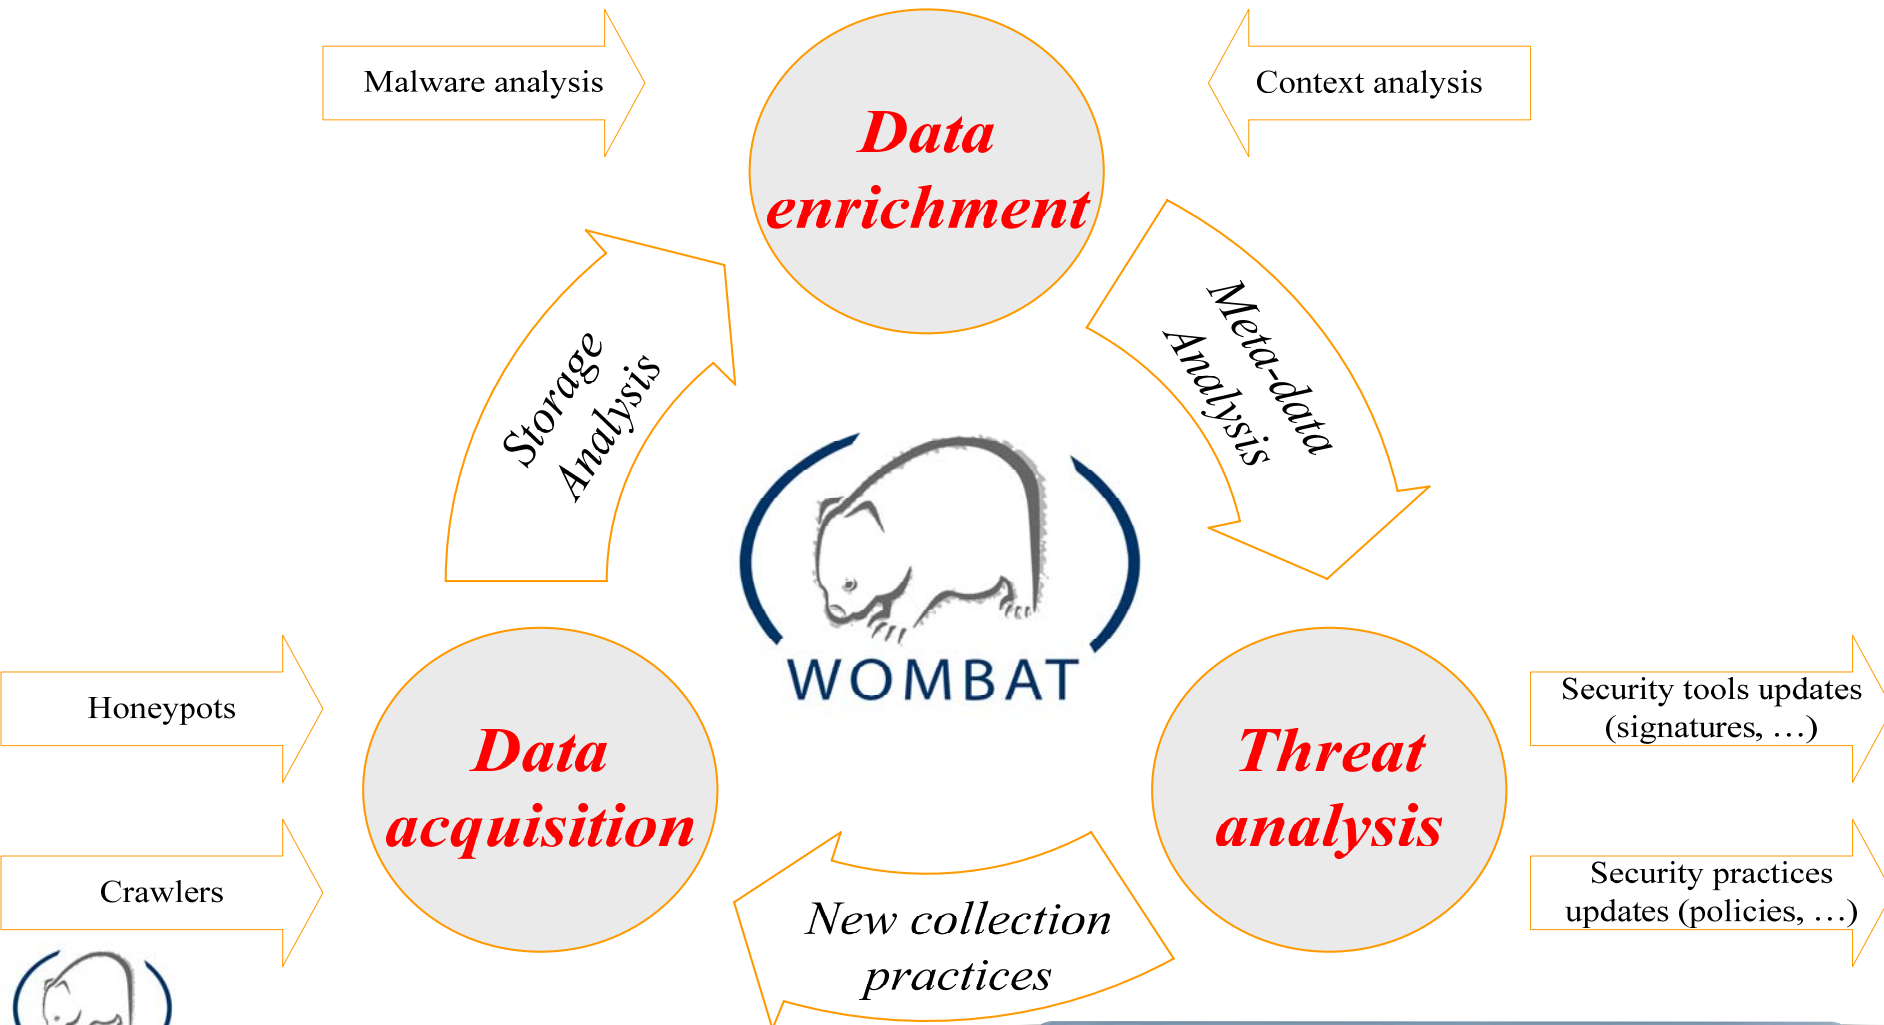 Malware analysis
Context analysis
Data
enrichment
Storage
Analysis
Meta-data
Analysis
WOMBAT
Honeypots
Crawlers
Data
acquisition
Threat
analysis
Security tools updates
(signatures, …)
Security practices
updates (policies, …)
New collection
practices